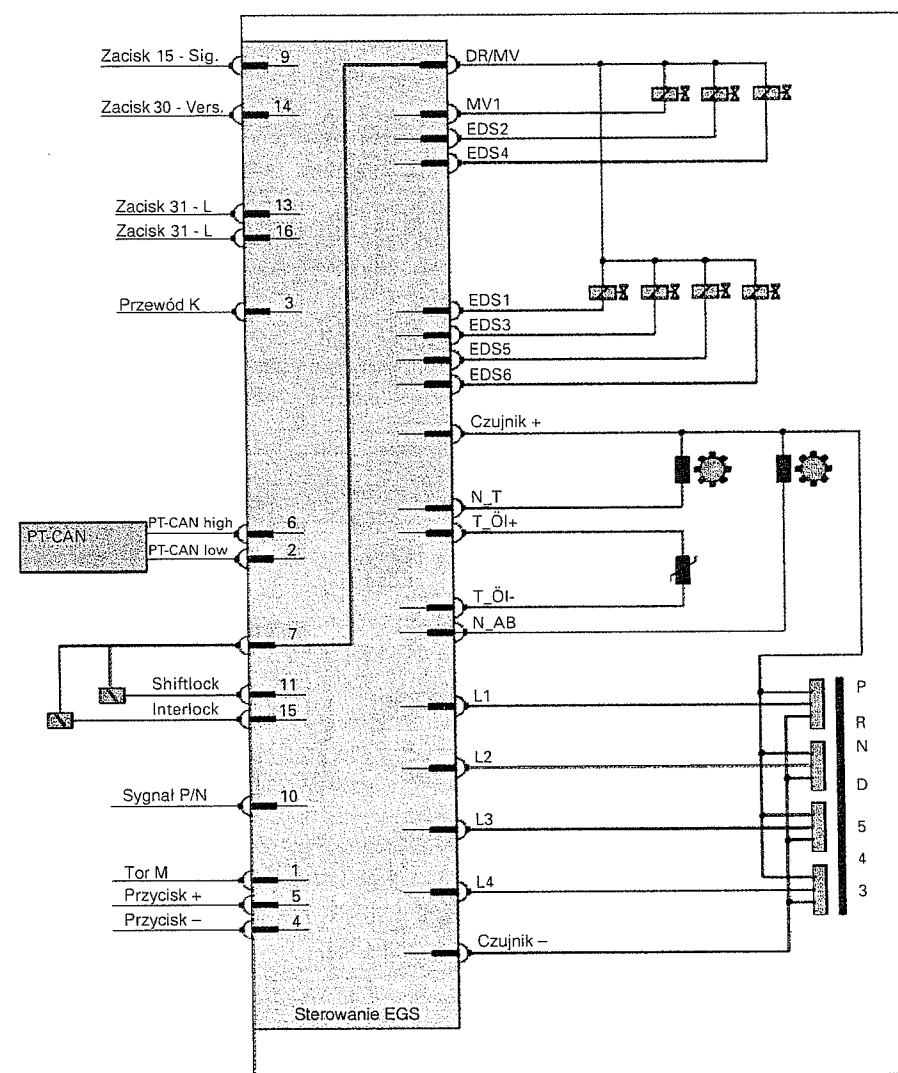 Zacisk 15 - Sig.
9
Zacisk 30 - Vers.
14
Zacisk 31 - L
13
Zacisk 31 - L
16
Przewód K
3
PT-CAN
PT-CAN high
6
PT-CAN low
2
7
Shiftlock
11
Interlock
15
Sygnał P/N
10
Tor M
1
Przycisk +
5
Przycisk –
4
DR/MV
MV1
EDS2
EDS4
EDS1
EDS3
EDS5
EDS6
Czujnik +
N_T
T_Öl+
T_Öl-
N_AB
L1
L2
L3
L4
Czujnik –
P
R
N
D
5
4
3
Sterowanie EGS